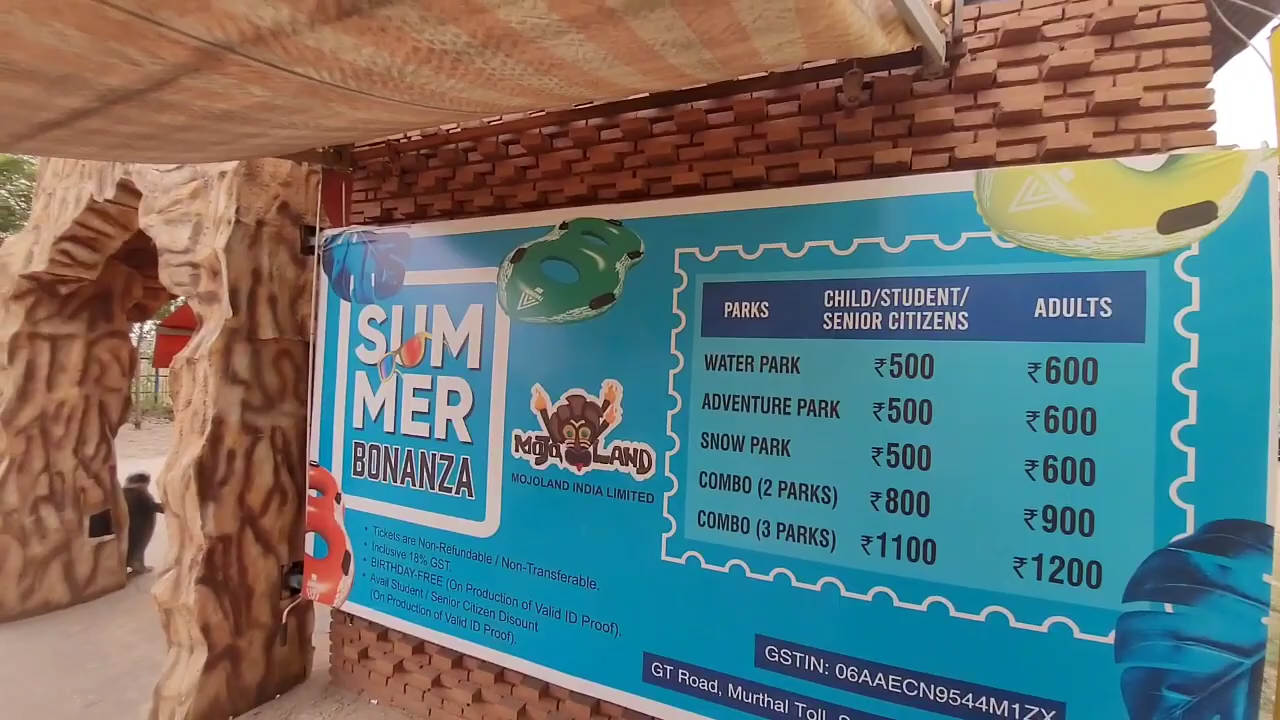 SUM
MER
BONANZA
MOJOLAND
MOJOLAND INDIA LIMITED
• Tickets are Non-Refundable / Non-Transferable.
• Inclusive 18% GST.
• BIRTHDAY-FREE (On Production of Valid ID Proof).
• Avail Student / Senior Citizen Disount
(On Production of Valid ID Proof).
PARKS CHILD/STUDENT/ SENIOR CITIZENS ADULTS
WATER PARK ₹500 ₹600
ADVENTURE PARK ₹500 ₹600
SNOW PARK ₹500 ₹600
COMBO (2 PARKS) ₹800 ₹900
COMBO (3 PARKS) ₹1100 ₹1200
GSTIN: 06AAECN9544M1ZX
GT Road, Murthal Toll,